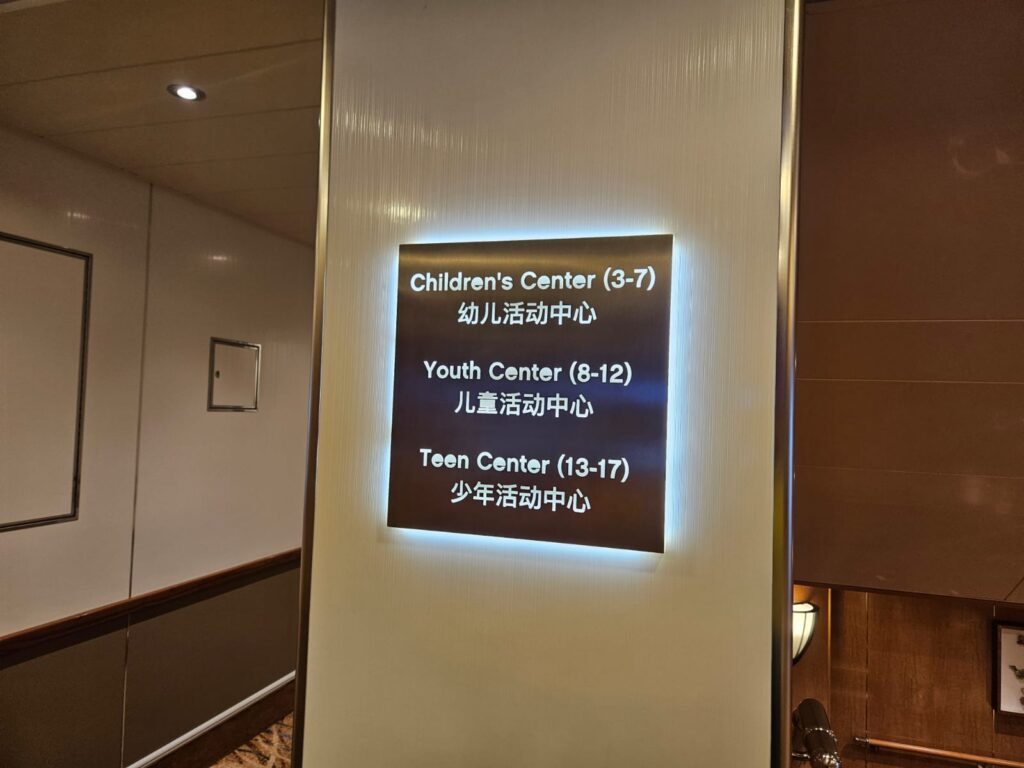 Children's Center (3-7)
幼儿活动中心
Youth Center (8-12)
儿童活动中心
Teen Center (13-17)
少年活动中心